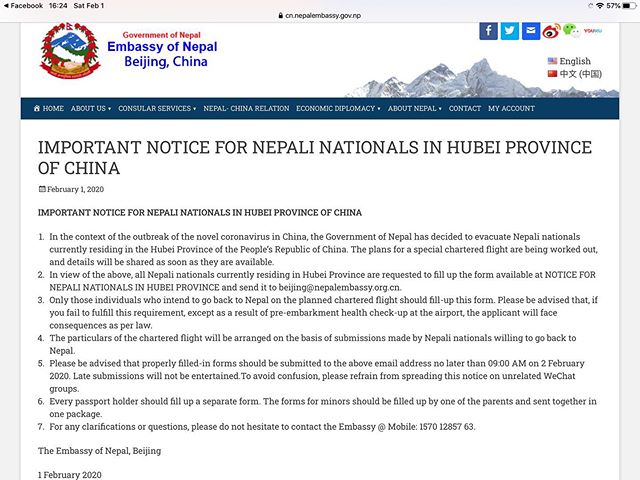 Facebook 16:24 Sat Feb 1 57%
cn.nepalembassy.gov.np
Government of Nepal
Embassy of Nepal
Beijing, China
YOUKU
English
中文 (中国)
HOME ABOUT US CONSULAR SERVICES NEPAL- CHINA RELATION ECONOMIC DIPLOMACY ABOUT NEPAL CONTACT MY ACCOUNT
IMPORTANT NOTICE FOR NEPALI NATIONALS IN HUBEI PROVINCE
OF CHINA
February 1, 2020
IMPORTANT NOTICE FOR NEPALI NATIONALS IN HUBEI PROVINCE OF CHINA
1. In the context of the outbreak of the novel coronavirus in China, the Government of Nepal has decided to evacuate Nepali nationals
currently residing in the Hubei Province of the People's Republic of China. The plans for a special chartered flight are being worked out,
and details will be shared as soon as they are available.
2. In view of the above, all Nepali nationals currently residing in Hubei Province are requested to fill up the form available at NOTICE FOR
NEPALI NATIONALS IN HUBEI PROVINCE and send it to beijing@nepalembassy.org.cn.
3. Only those individuals who intend to go back to Nepal on the planned chartered flight should fill-up this form. Please be advised that, if
you fail to fulfill this requirement, except as a result of pre-embarkment health check-up at the airport, the applicant will face
consequences as per law.
4. The particulars of the chartered flight will be arranged on the basis of submissions made by Nepali nationals willing to go back to
Nepal.
5. Please be advised that properly filled-in forms should be submitted to the above email address no later than 09:00 AM on 2 February
2020. Late submissions will not be entertained.To avoid confusion, please refrain from spreading this notice on unrelated WeChat
groups.
6. Every passport holder should fill up a separate form. The forms for minors should be filled up by one of the parents and sent together in
one package.
7. For any clarifications or questions, please do not hesitate to contact the Embassy @ Mobile: 1570 12857 63.
The Embassy of Nepal, Beijing
1 February 2020